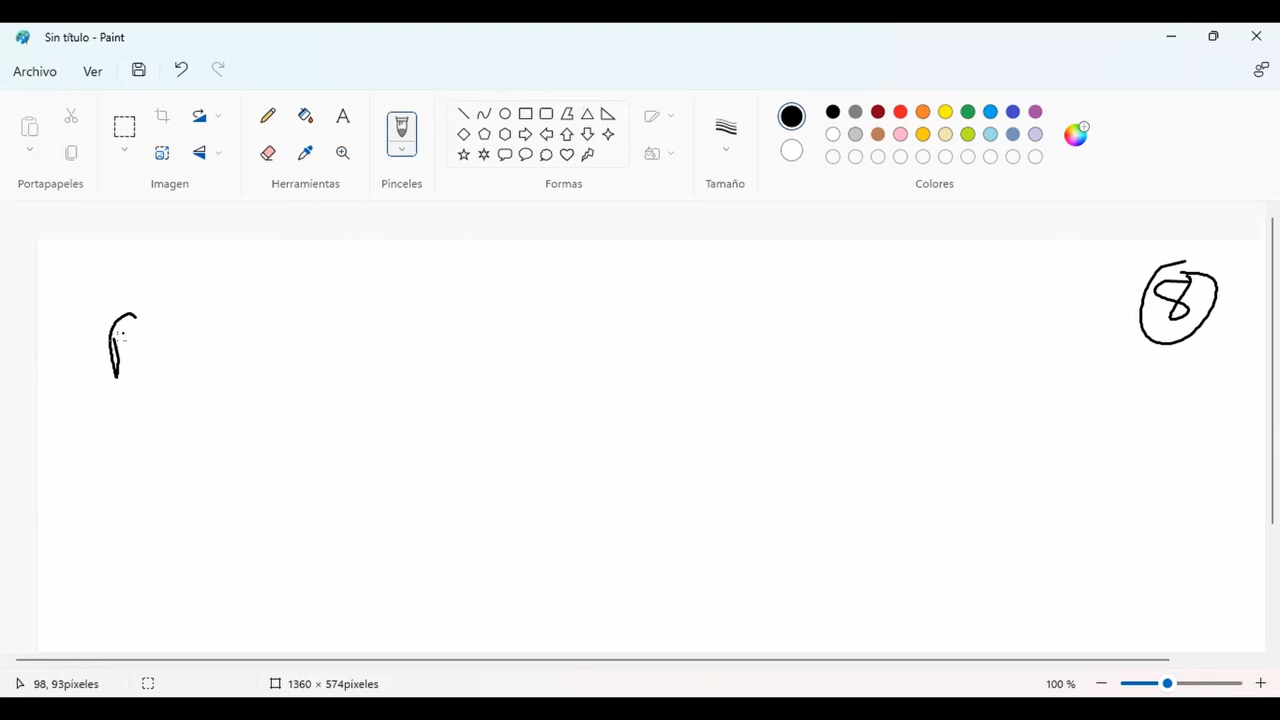 Sin título - Paint
Archivo Ver
A
Portapapeles Imagen Herramientas Pinceles Formas Tamaño Colores
8
98, 93píxeles 1360 × 574píxeles 100 %